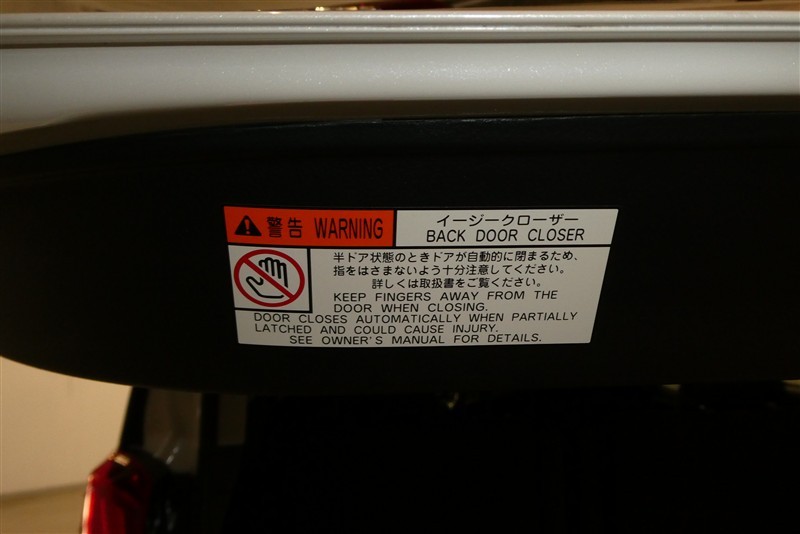 警告 WARNING
イージークローザー
BACK DOOR CLOSER
半ドア状態のときドアが自動的に閉まるため、
指をはさまないよう十分注意してください。
詳しくは取扱書をご覧ください。
KEEP FINGERS AWAY FROM THE
DOOR WHEN CLOSING.
DOOR CLOSES AUTOMATICALLY WHEN PARTIALLY
LATCHED AND COULD CAUSE INJURY.
SEE OWNER'S MANUAL FOR DETAILS.